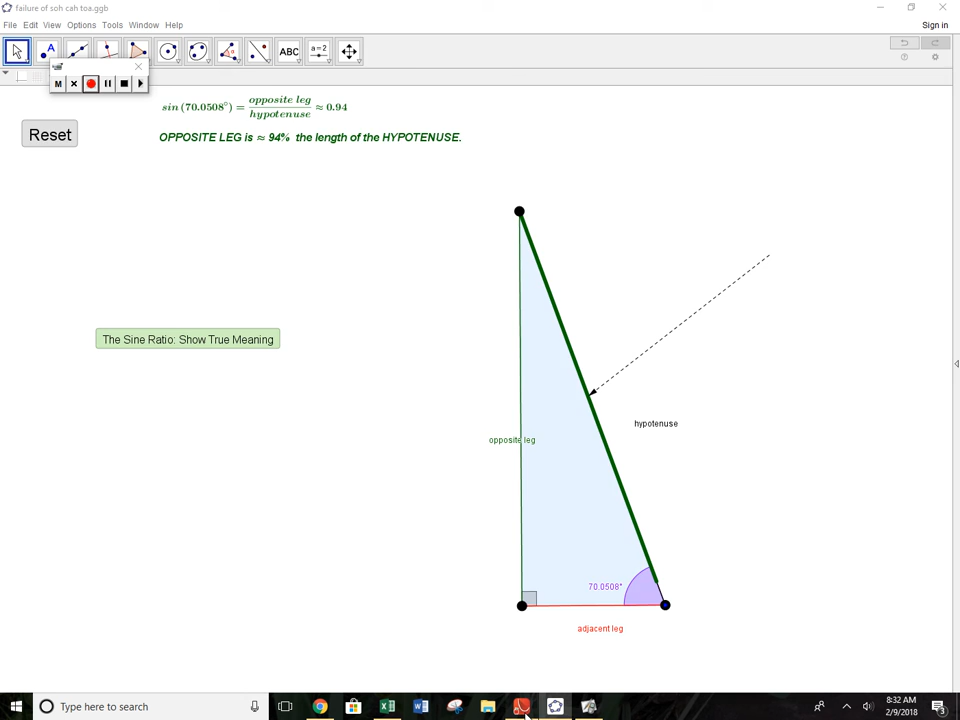 failure of soh cah toa.ggb
File Edit View Options Tools Window Help
Sign in
A
ABC
a=2
M
sin (70.0508°) = opposite leg / hypotenuse ≈ 0.94
Reset
OPPOSITE LEG is ≈ 94% the length of the HYPOTENUSE.
The Sine Ratio: Show True Meaning
hypotenuse
opposite leg
70.0508°
adjacent leg
Type here to search
8:32 AM
2/9/2018
3